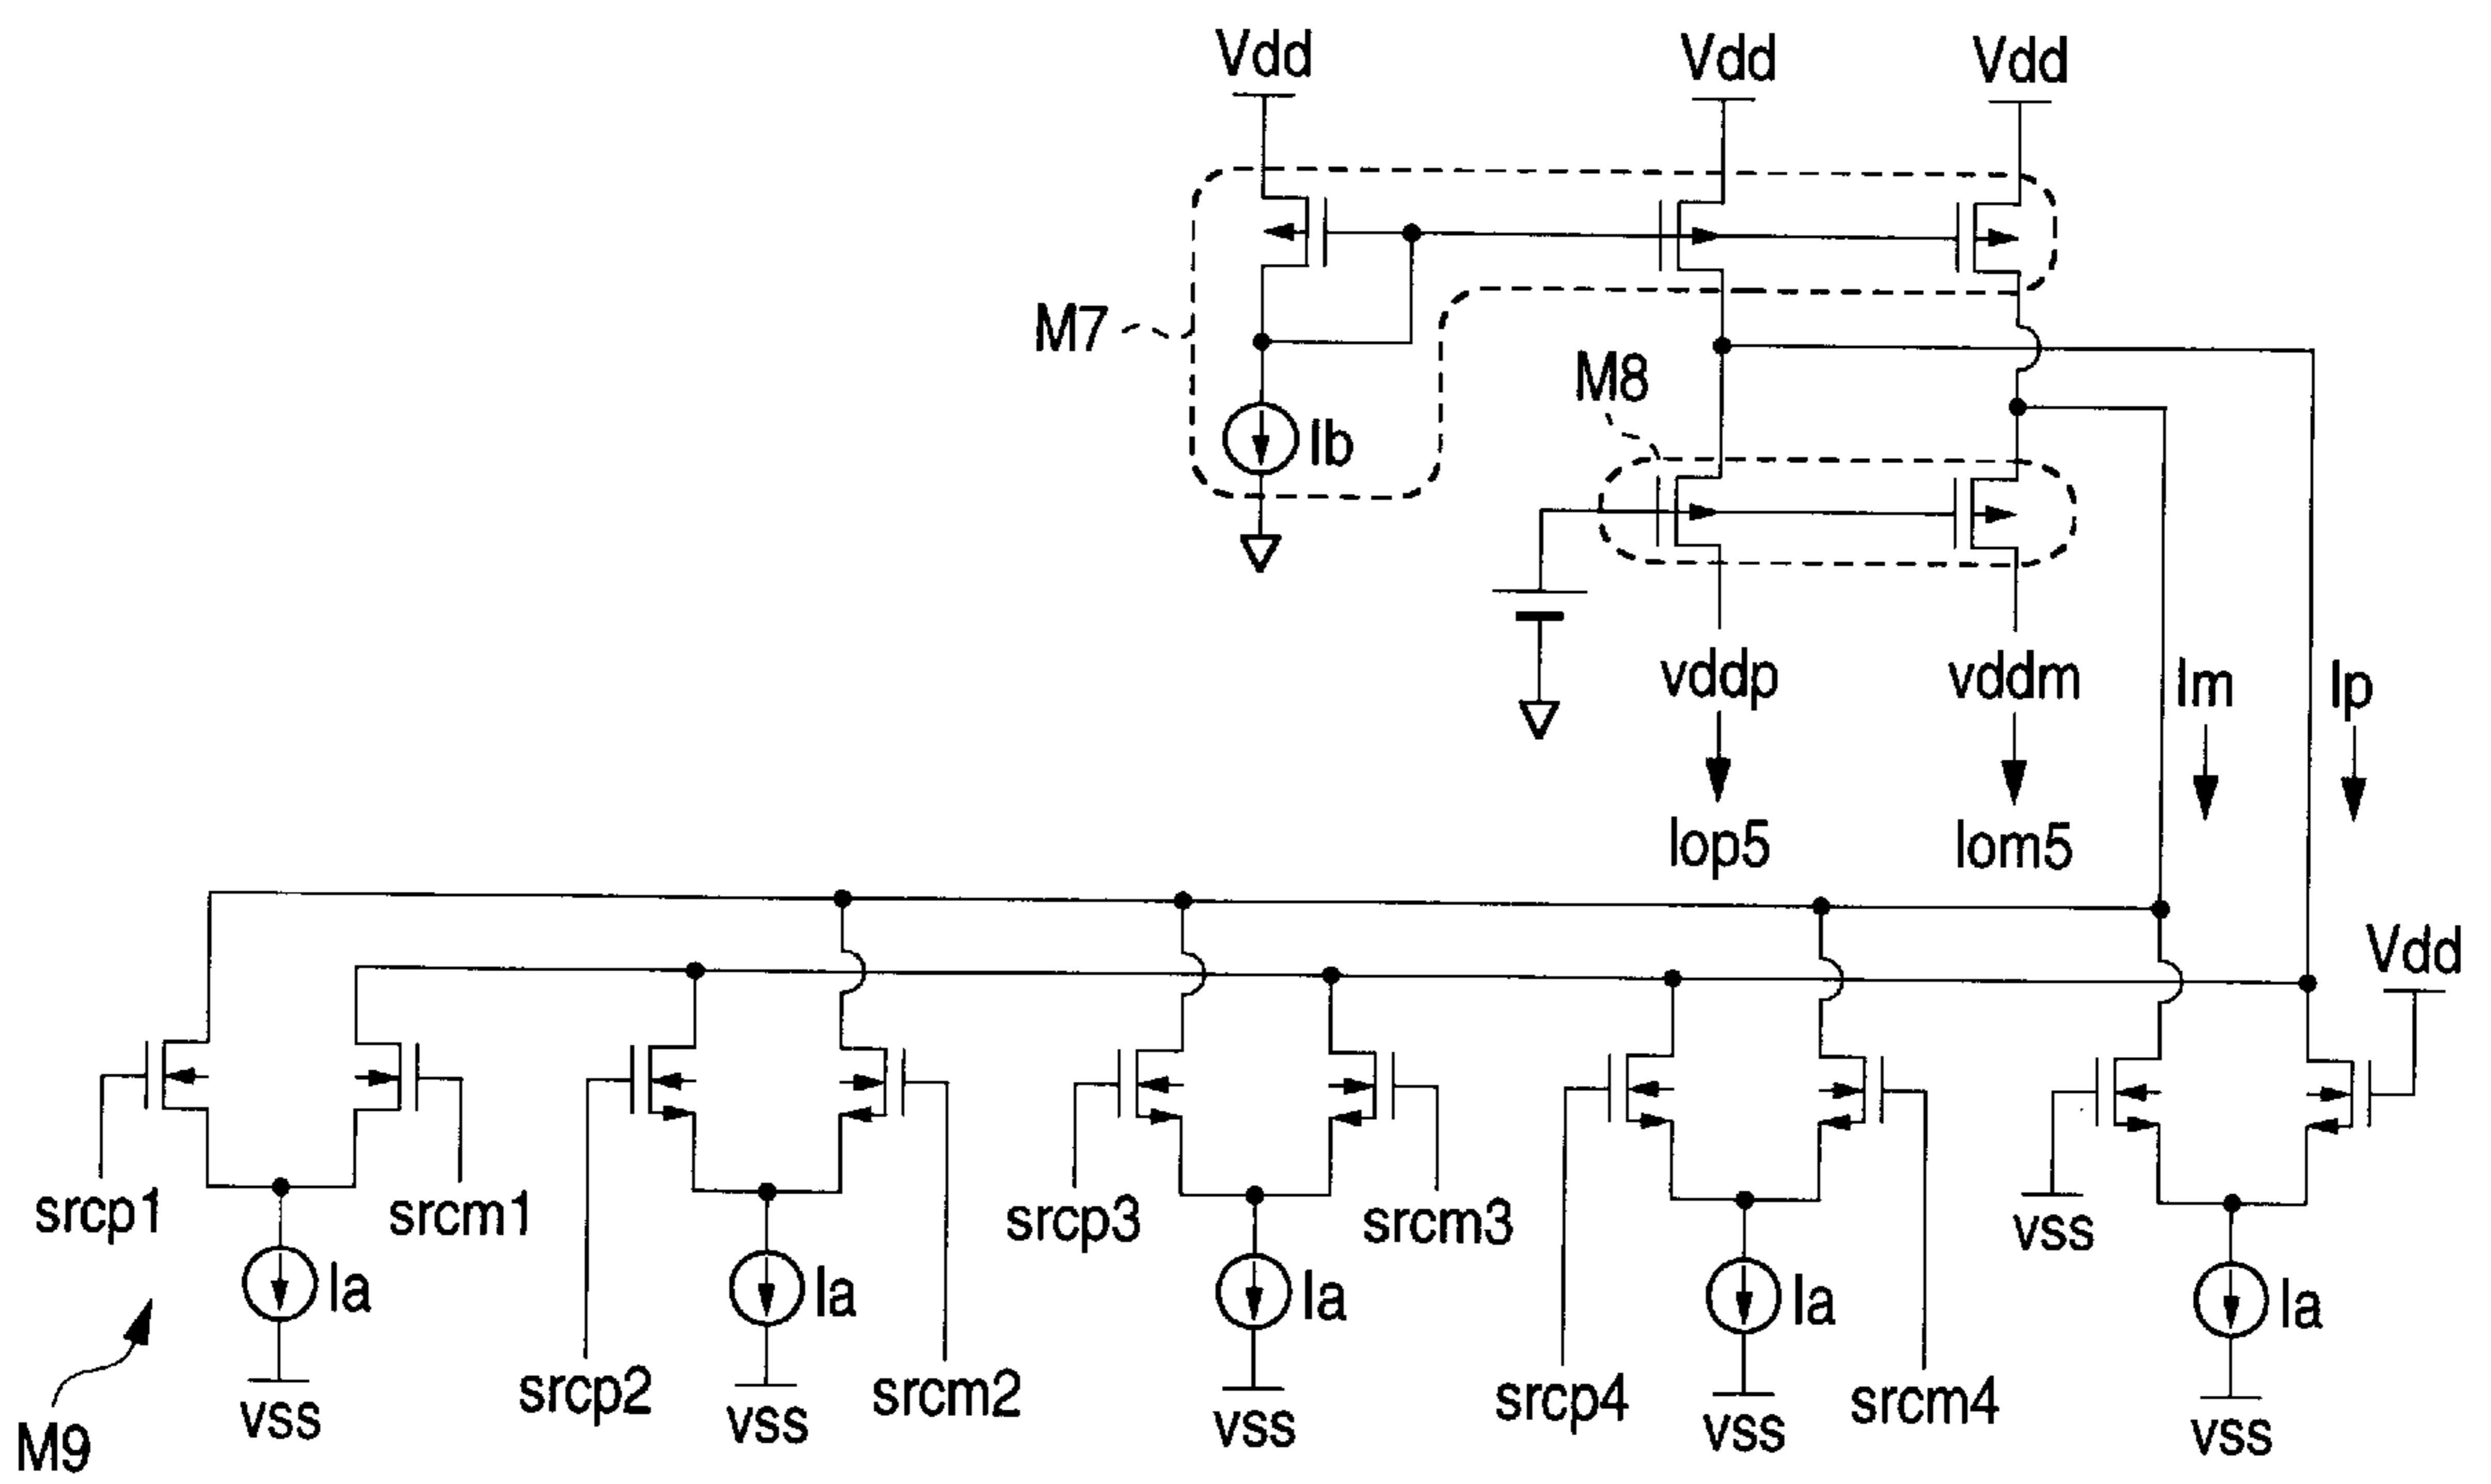 Vdd
Vdd
Vdd
M7
M8
Ib
vddp
vddm
Im
Ip
Iop5
Iom5
Vdd
srcp1
srcm1
srcp3
srcm3
vss
Ia
Ia
Ia
Ia
Ia
srcp2
srcm2
srcp4
srcm4
vss
vss
vss
vss
vss
M9